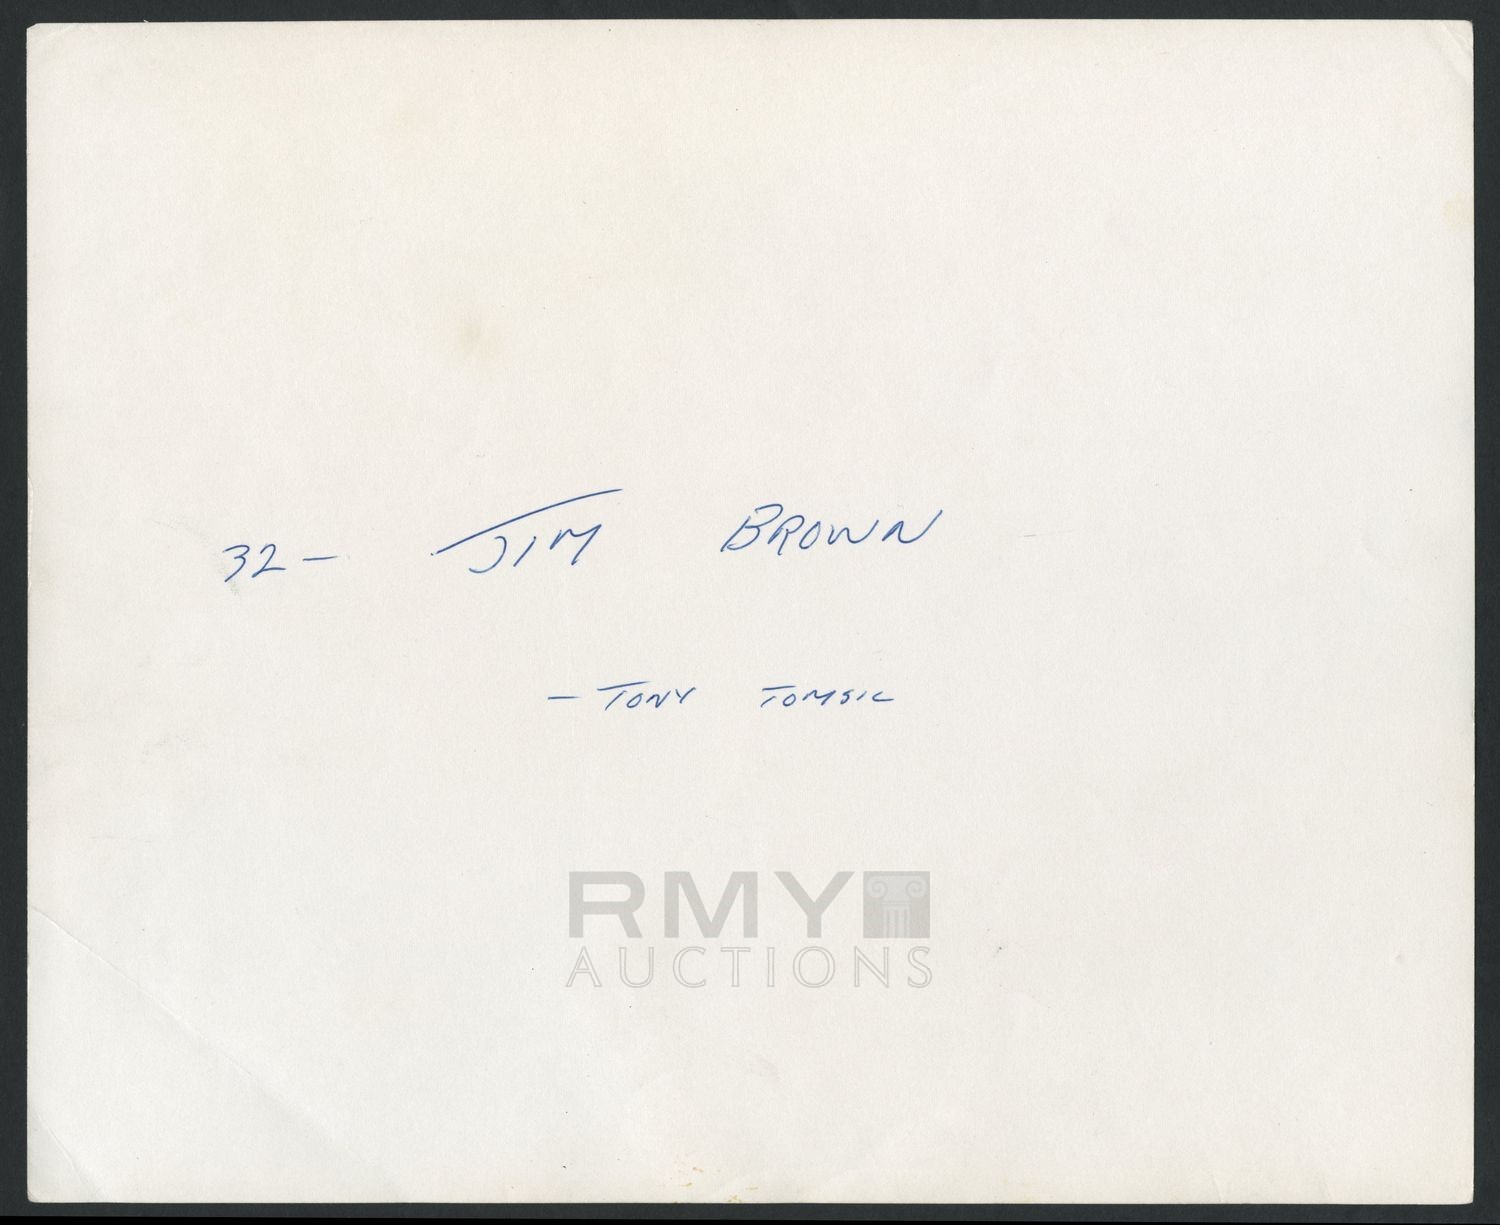 32 - JIM BROWN
- TONY TOMSIC
RMY
AUCTIONS